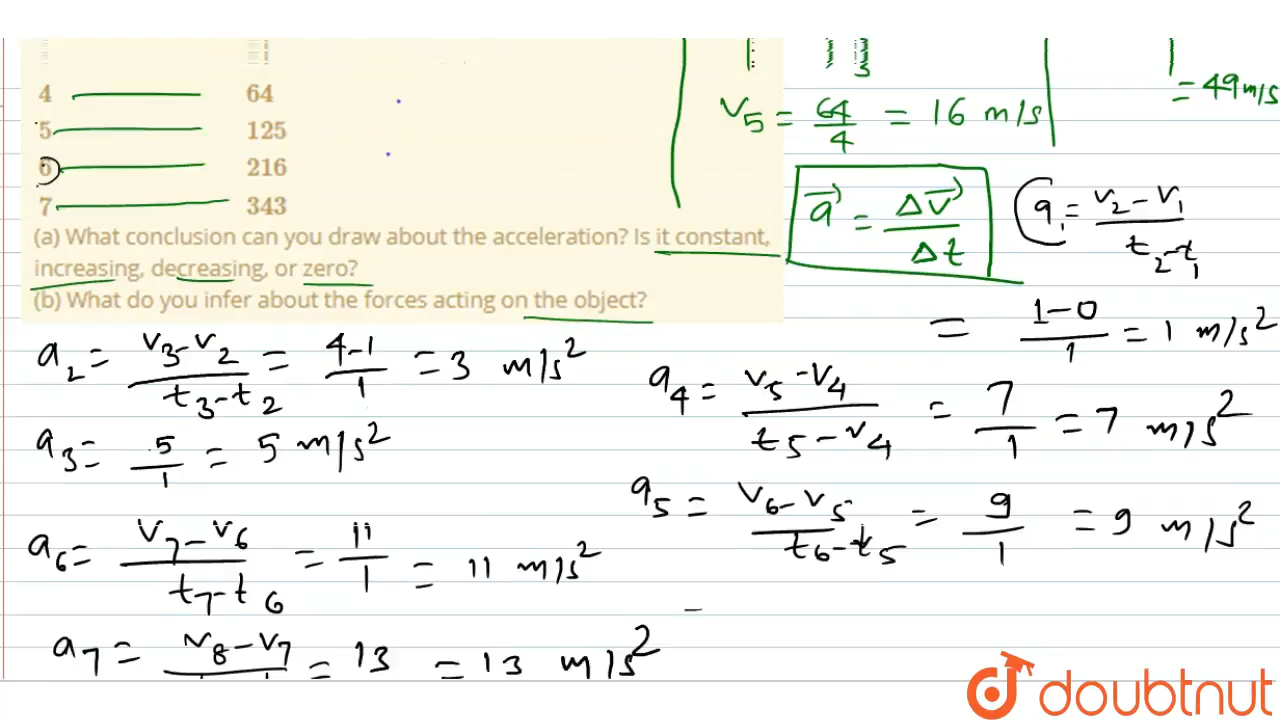 4 64
5 125
6 216
7 343
(a) What conclusion can you draw about the acceleration? Is it constant,
increasing, decreasing, or zero?
(b) What do you infer about the forces acting on the object?
= 49 m/s
v5 = 64/4 = 16 m/s
a⃗ = Δv⃗/Δt
a1 = v2-v1/t2-t1
= 1-0/1 = 1 m/s²
a2 = v3-v2/t3-t2 = 4-1/1 = 3 m/s²
a3 = 5/1 = 5 m/s²
a4 = v5-v4/t5-v4 = 7/1 = 7 m/s²
a5 = v6-v5/t6-t5 = 9/1 = 9 m/s²
a6 = v7-v6/t7-t6 = 11/1 = 11 m/s²
a7 = v8-v7 = 13 = 13 m/s²
doubtnut